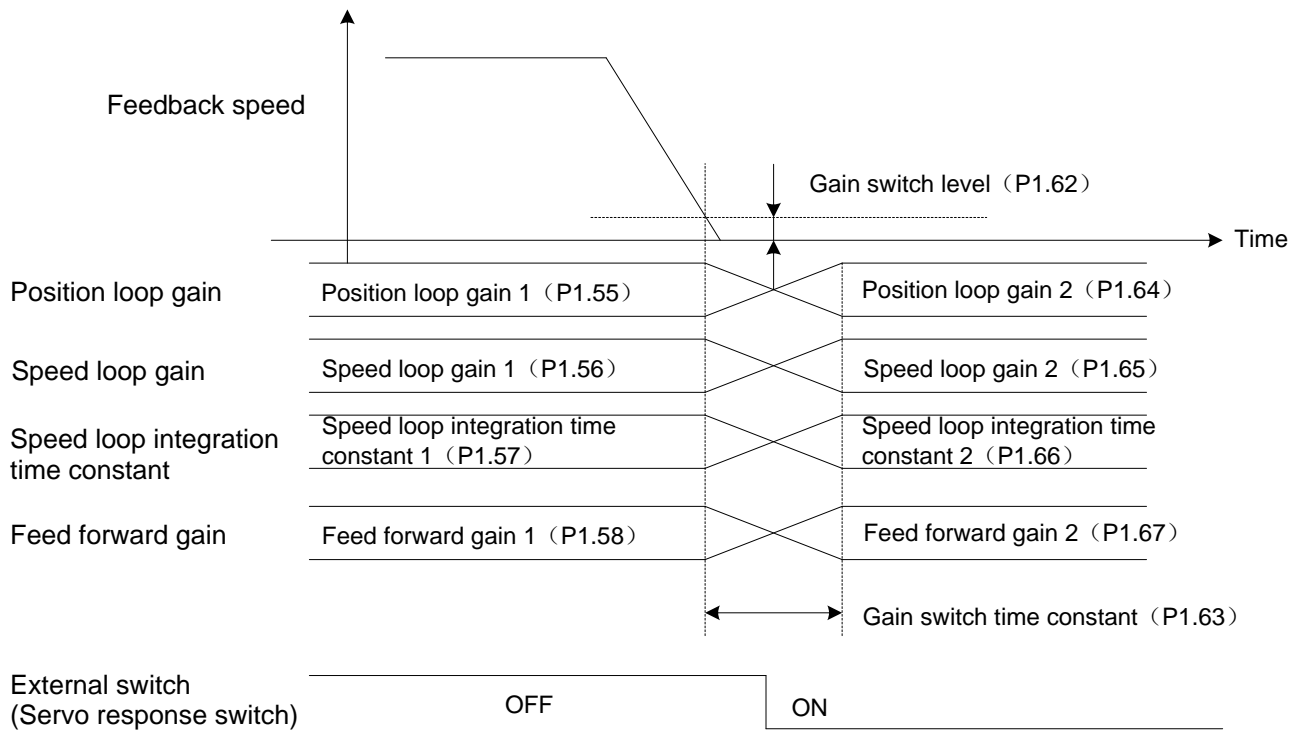 Feedback speed
Gain switch level（P1.62）
Time
Position loop gain
Position loop gain 1（P1.55）
Position loop gain 2（P1.64）
Speed loop gain
Speed loop gain 1（P1.56）
Speed loop gain 2（P1.65）
Speed loop integration
time constant
Speed loop integration time
constant 1（P1.57）
Speed loop integration time
constant 2（P1.66）
Feed forward gain
Feed forward gain 1（P1.58）
Feed forward gain 2（P1.67）
Gain switch time constant（P1.63）
External switch
(Servo response switch)
OFF
ON